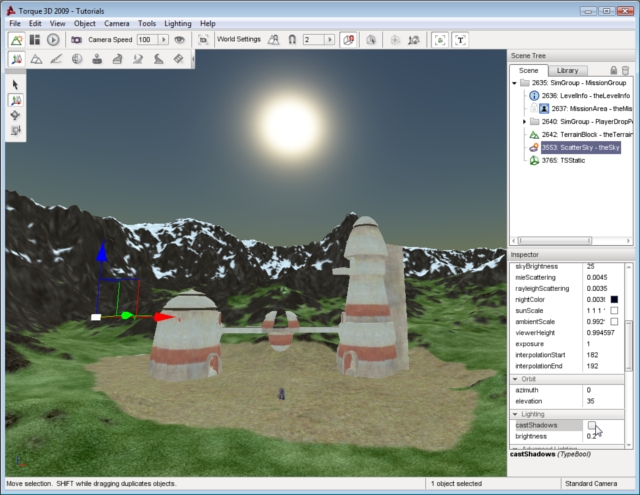 Torque 3D 2009 - Tutorials
File Edit View Object Camera Tools Lighting Help
Camera Speed 100 World Settings 2
Scene Tree
Scene Library
2635: SimGroup - MissionGroup
2636: LevelInfo - theLevelInfo
2637: MissionArea - theMis
2640: SimGroup - PlayerDropP
2642: TerrainBlock - theTerrain
3553: ScatterSky - theSky
3765: TSStatic
Inspector
skyBrightness 25
mieScattering 0.0045
rayleighScattering 0.0035
nightColor
sunScale 1 1 1
ambientScale 0.992
viewerHeight 0.994597
exposure 1
interpolationStart 182
interpolationEnd 192
Orbit
azimuth 0
elevation 35
Lighting
castShadows
brightness 0.2
Advanced Lighting
castShadows (TypeBool)
Move selection. SHIFT while dragging duplicates objects. 1 object selected Standard Camera